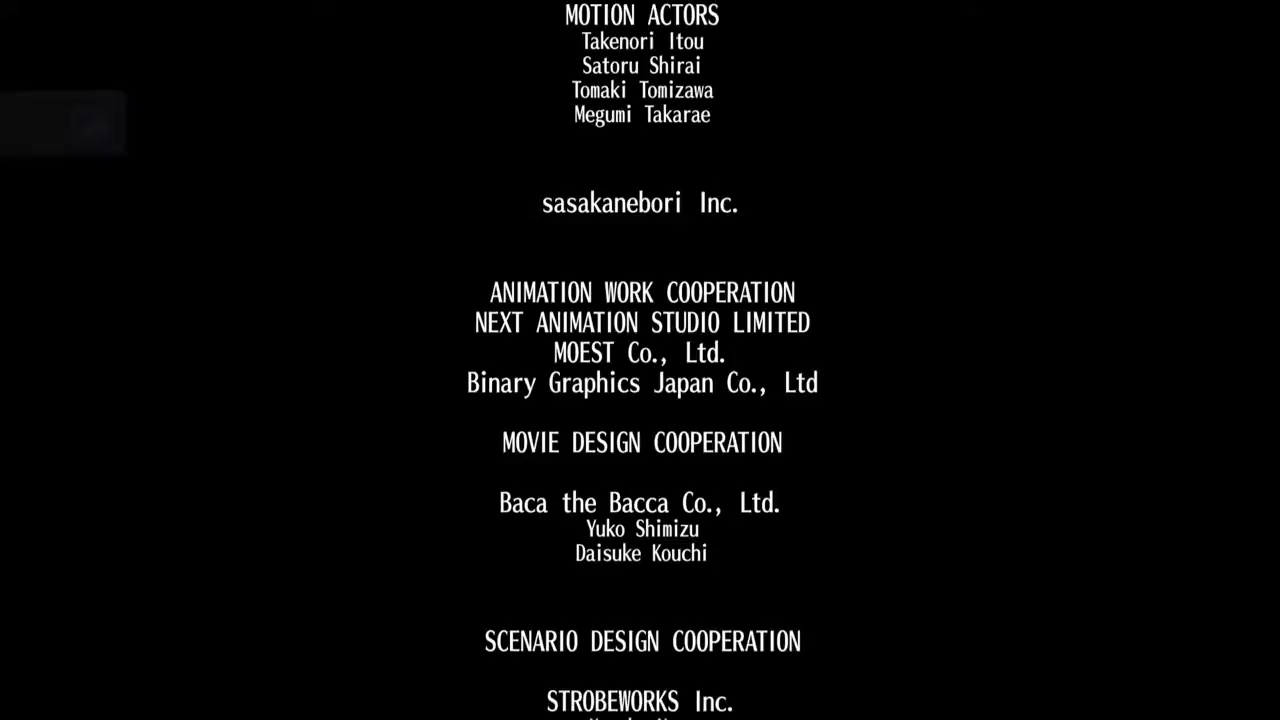 MOTION ACTORS
Takenori Itou
Satoru Shirai
Tomaki Tomizawa
Megumi Takarae
sasakanebori Inc.
ANIMATION WORK COOPERATION
NEXT ANIMATION STUDIO LIMITED
MOEST Co., Ltd.
Binary Graphics Japan Co., Ltd
MOVIE DESIGN COOPERATION
Baca the Bacca Co., Ltd.
Yuko Shimizu
Daisuke Kouchi
SCENARIO DESIGN COOPERATION
STROBEWORKS Inc.